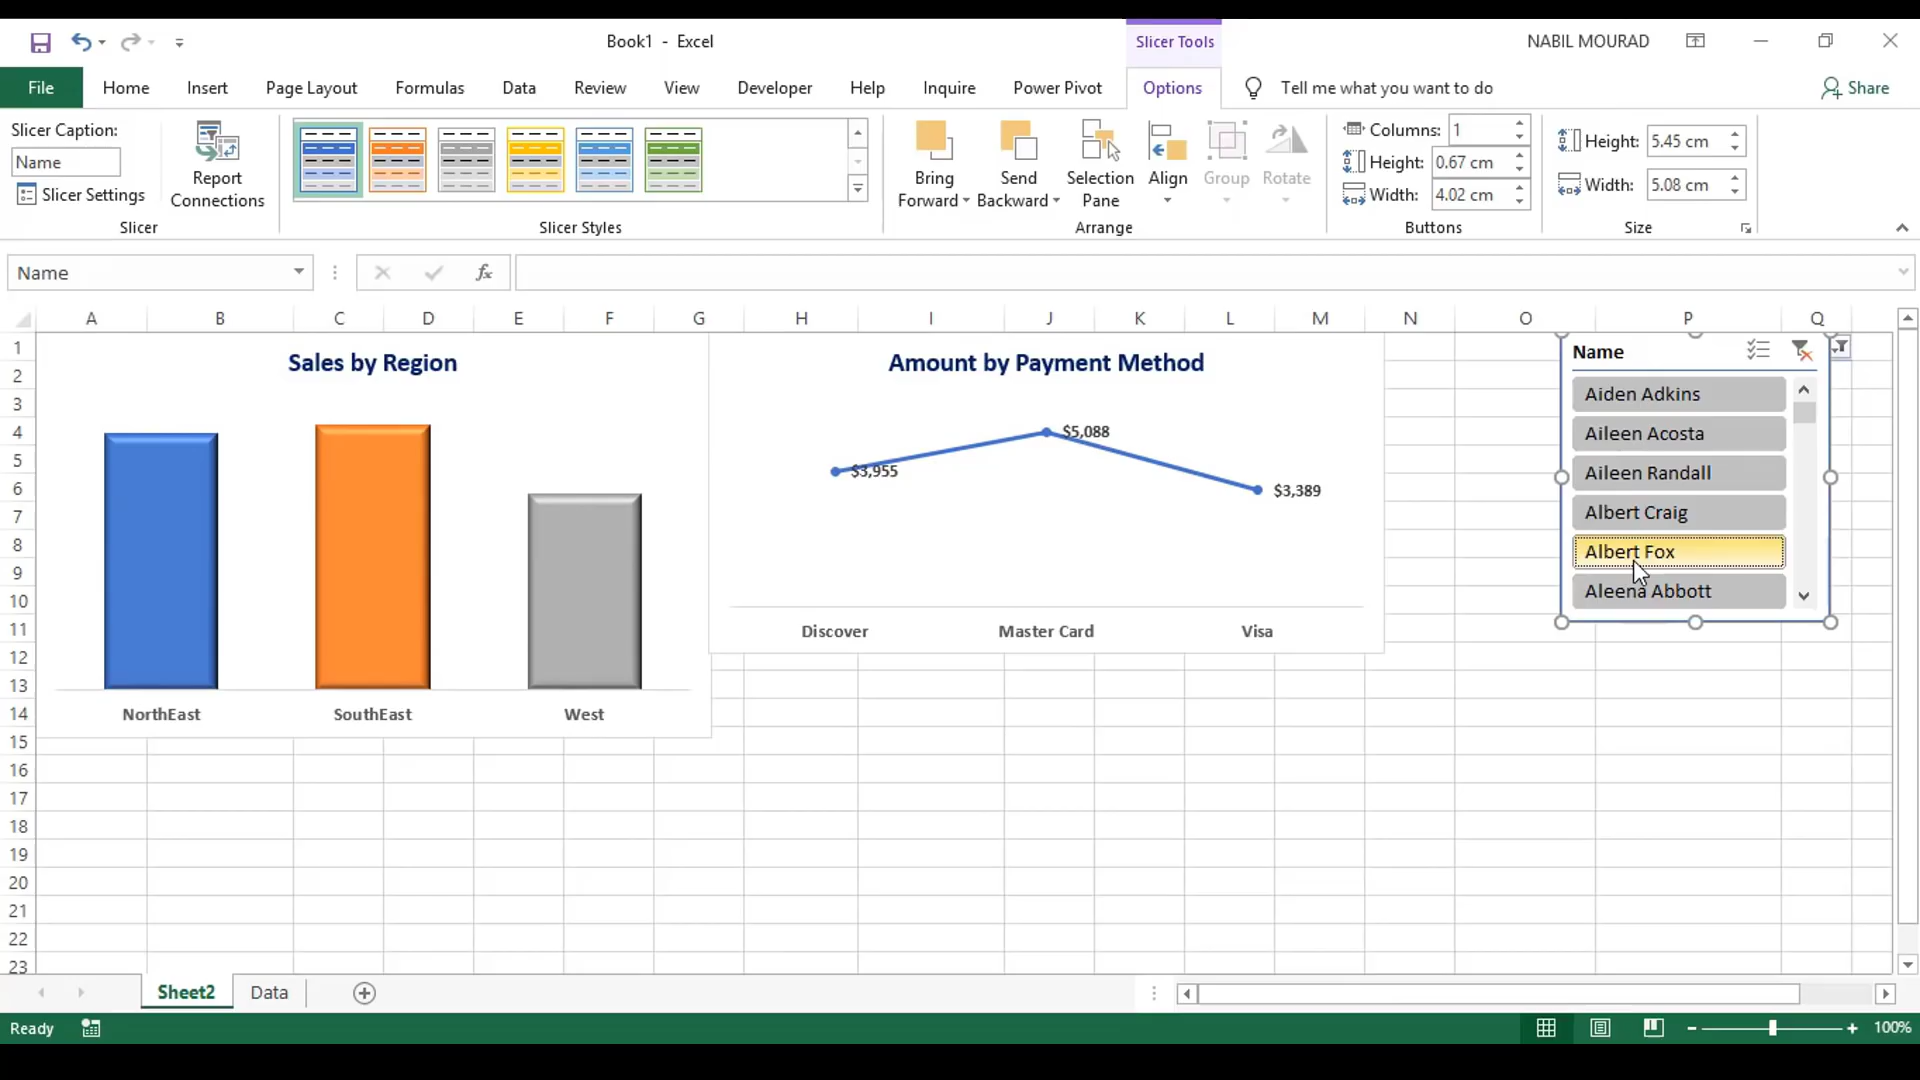 Book1 - Excel
Slicer Tools
NABIL MOURAD
File
Home
Insert
Page Layout
Formulas
Data
Review
View
Developer
Help
Inquire
Power Pivot
Options
Tell me what you want to do
Share
Slicer Caption:
Name
Slicer Settings
Report
Connections
Slicer
Slicer Styles
Bring
Forward
Send
Backward
Selection
Pane
Align
Group
Rotate
Arrange
Columns: 1
Height: 0.67 cm
Width: 4.02 cm
Buttons
Height: 5.45 cm
Width: 5.08 cm
Size
Name
fx
A B C D E F G H I J K L M N O P Q
1
2
3
4
5
6
7
8
9
10
11
12
13
14
15
16
17
18
19
20
21
22
23
Sales by Region
NorthEast
SouthEast
West
Amount by Payment Method
$3,955
$5,088
$3,389
Discover
Master Card
Visa
Name
Aiden Adkins
Aileen Acosta
Aileen Randall
Albert Craig
Albert Fox
Aleena Abbott
Sheet2
Data
Ready
100%